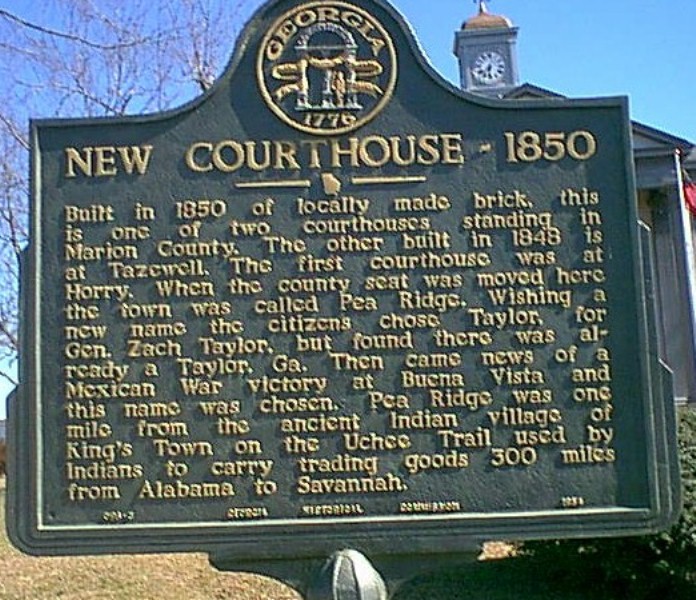 GEORGIA
1776
NEW COURTHOUSE - 1850
Built in 1850 of locally made brick, this
is one of two courthouses standing in
Marion County. The other built in 1848 is
at Tazewell. The first courthouse was at
Horry. When the county seat was moved here
the town was called Pea Ridge. Wishing a
new name the citizens chose Taylor, for
Gen. Zach Taylor, but found there was al-
ready a Taylor, Ga. Then came news of a
Mexican War victory at Buena Vista and
this name was chosen. Pea Ridge was one
mile from the ancient Indian village of
King's Town on the Uchee Trail used by
Indians to carry trading goods 300 miles
from Alabama to Savannah.
GEORGIA HISTORICAL COMMISSION